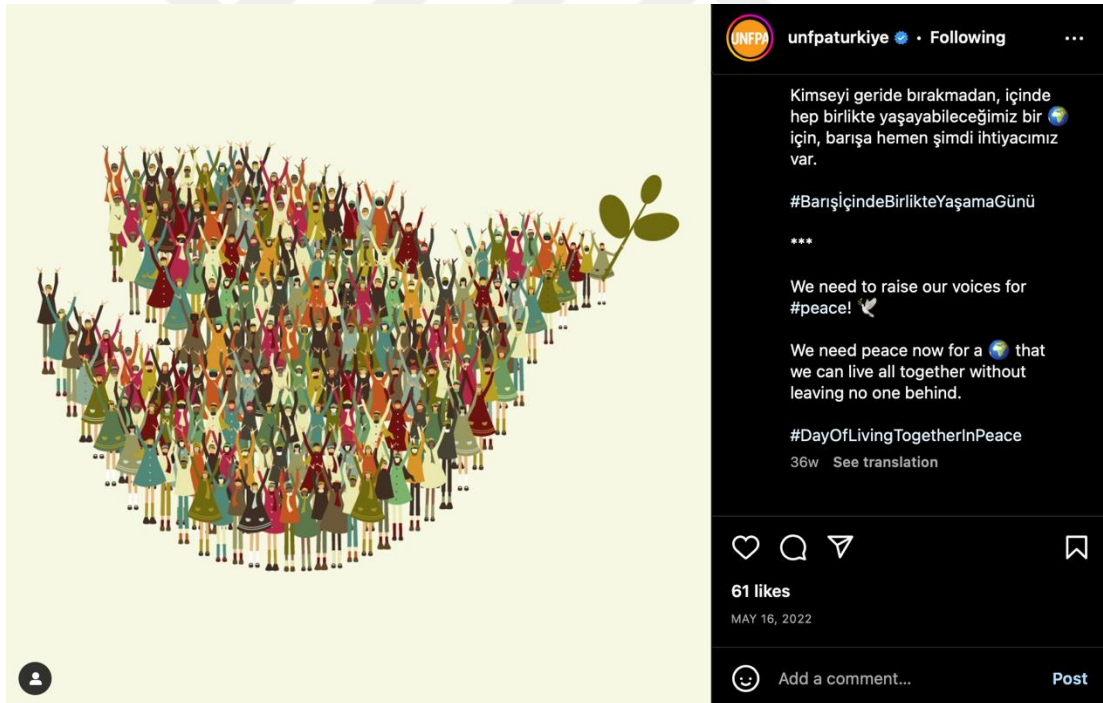 UNFPA
unfpaturkiye • Following
Kimseyi geride bırakmadan, içinde
hep birlikte yaşayabileceğimiz bir 🌍
için, barışa hemen şimdi ihtiyacımız
var.
#BarışİçindeBirlikteYaşamaGünü
***
We need to raise our voices for
#peace! 🕊️
We need peace now for a 🌍 that
we can live all together without
leaving no one behind.
#DayOfLivingTogetherInPeace
36w See translation
61 likes
MAY 16, 2022
Add a comment... Post